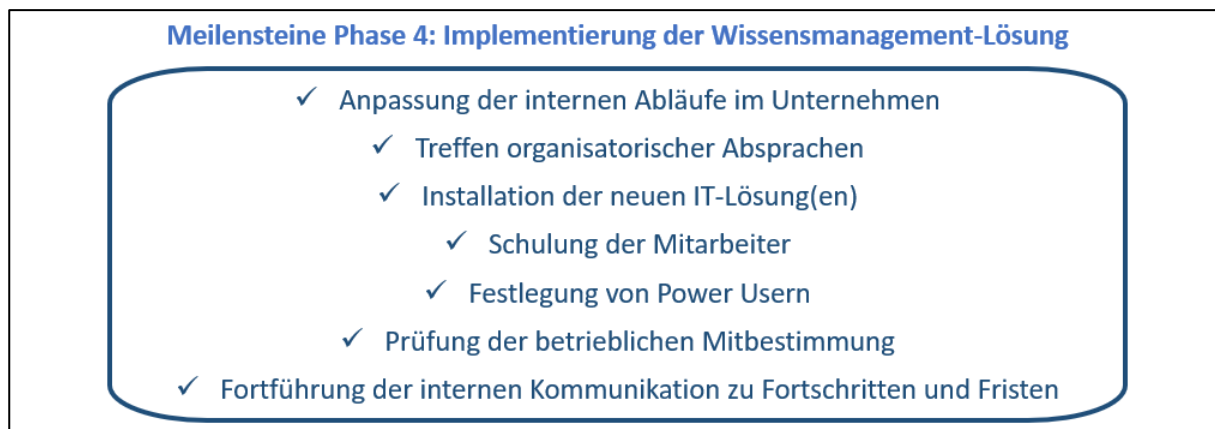 Meilensteine Phase 4: Implementierung der Wissensmanagement-Lösung
✓ Anpassung der internen Abläufe im Unternehmen
✓ Treffen organisatorischer Absprachen
✓ Installation der neuen IT-Lösung(en)
✓ Schulung der Mitarbeiter
✓ Festlegung von Power Usern
✓ Prüfung der betrieblichen Mitbestimmung
✓ Fortführung der internen Kommunikation zu Fortschritten und Fristen